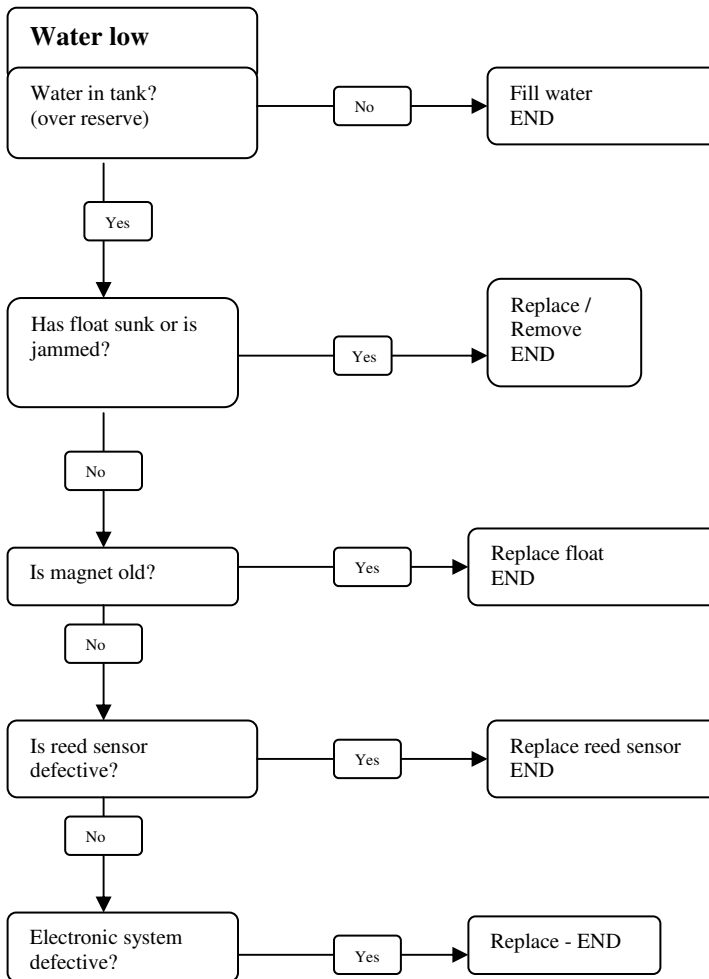 Water low
Water in tank?
(over reserve)
No
Fill water
END
Yes
Has float sunk or is
jammed?
Yes
Replace /
Remove
END
No
Is magnet old?
Yes
Replace float
END
No
Is reed sensor
defective?
Yes
Replace reed sensor
END
No
Electronic system
defective?
Yes
Replace - END